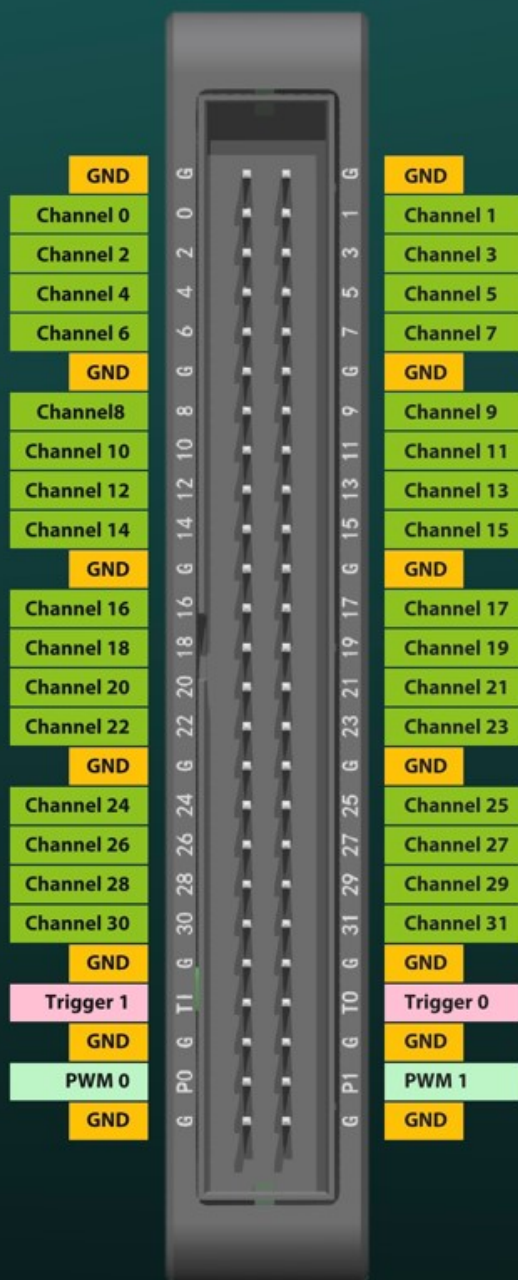 GND G G GND
Channel 0 0 1 Channel 1
Channel 2 2 3 Channel 3
Channel 4 4 5 Channel 5
Channel 6 6 7 Channel 7
GND G G GND
Channel8 8 9 Channel 9
Channel 10 10 11 Channel 11
Channel 12 12 13 Channel 13
Channel 14 14 15 Channel 15
GND G G GND
Channel 16 16 17 Channel 17
Channel 18 18 19 Channel 19
Channel 20 20 21 Channel 21
Channel 22 22 23 Channel 23
GND G G GND
Channel 24 24 25 Channel 25
Channel 26 26 27 Channel 27
Channel 28 28 29 Channel 29
Channel 30 30 31 Channel 31
GND G G GND
Trigger 1 TI T0 Trigger 0
GND G G GND
PWM 0 P0 P1 PWM 1
GND G G GND